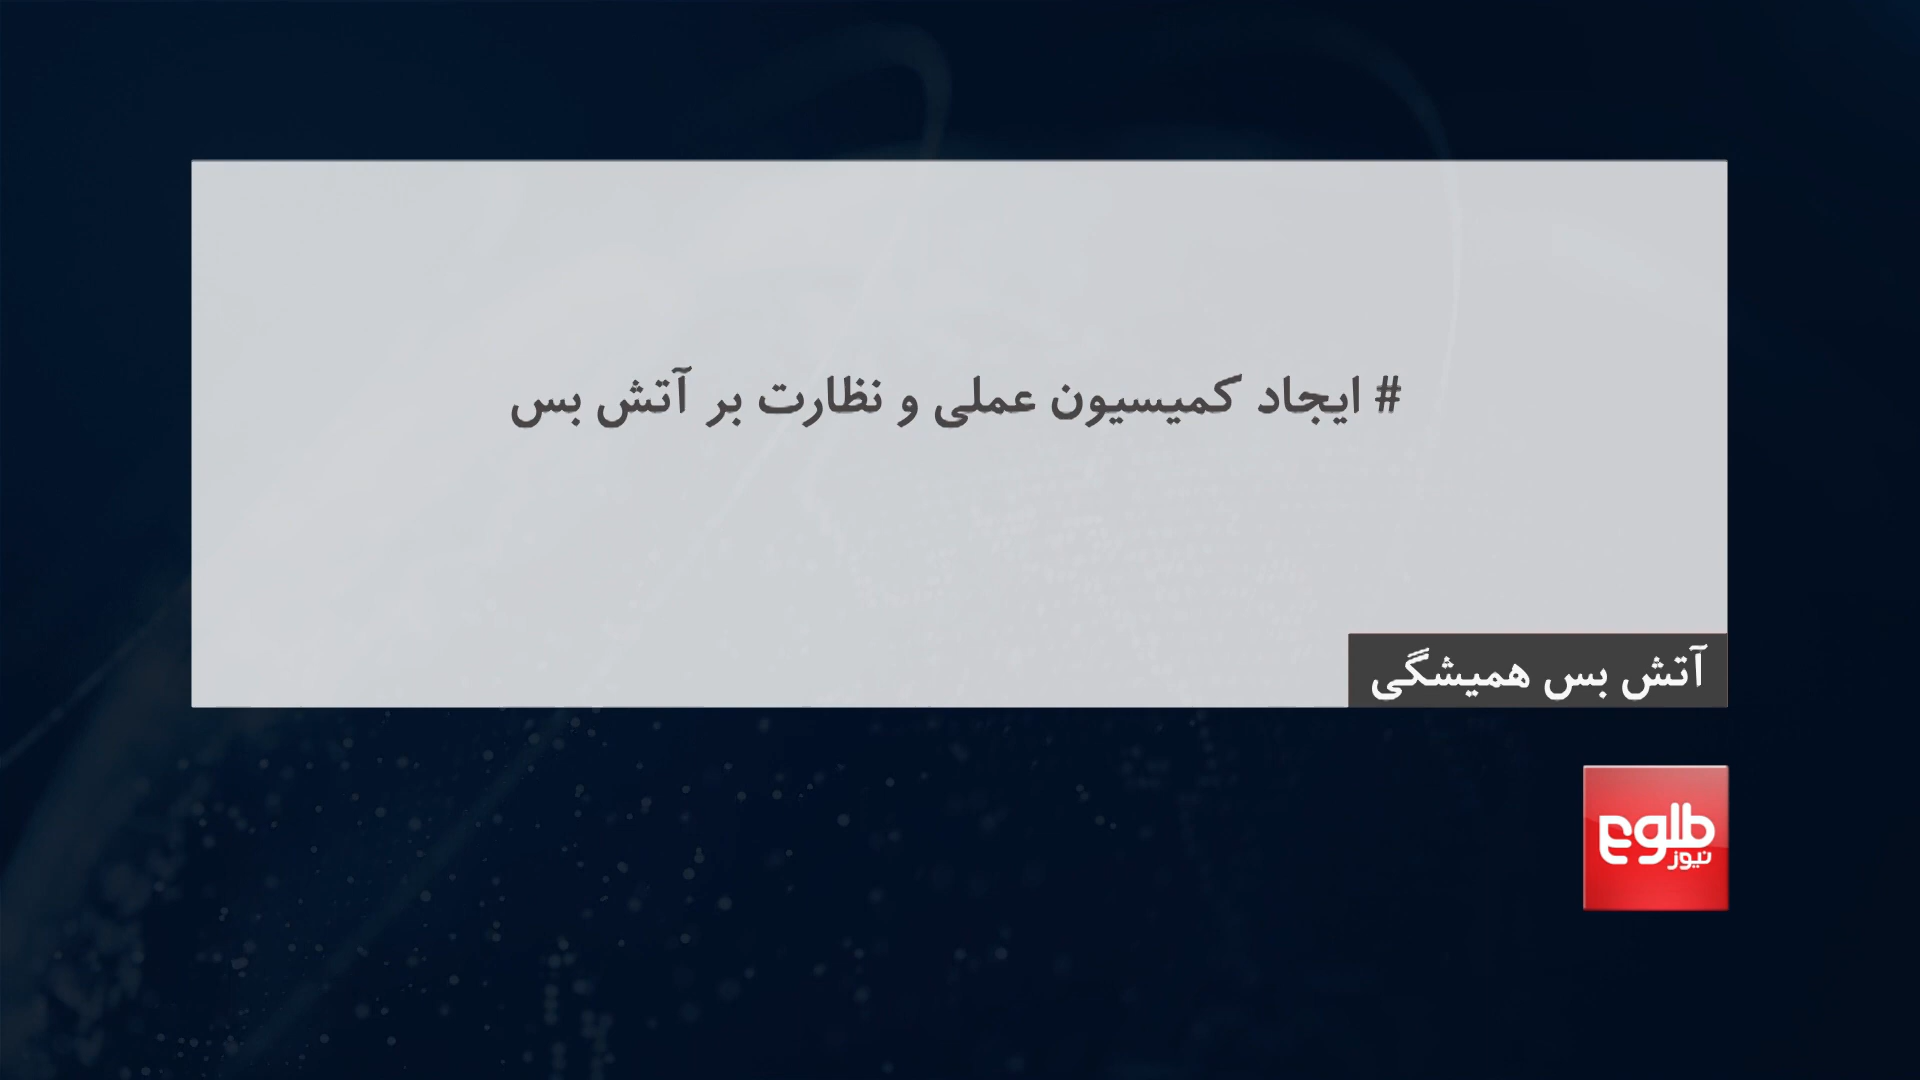 # ایجاد کمیسیون عملی و نظارت بر آتش بس
آتش بس همیشگی
طلوع
نیوز